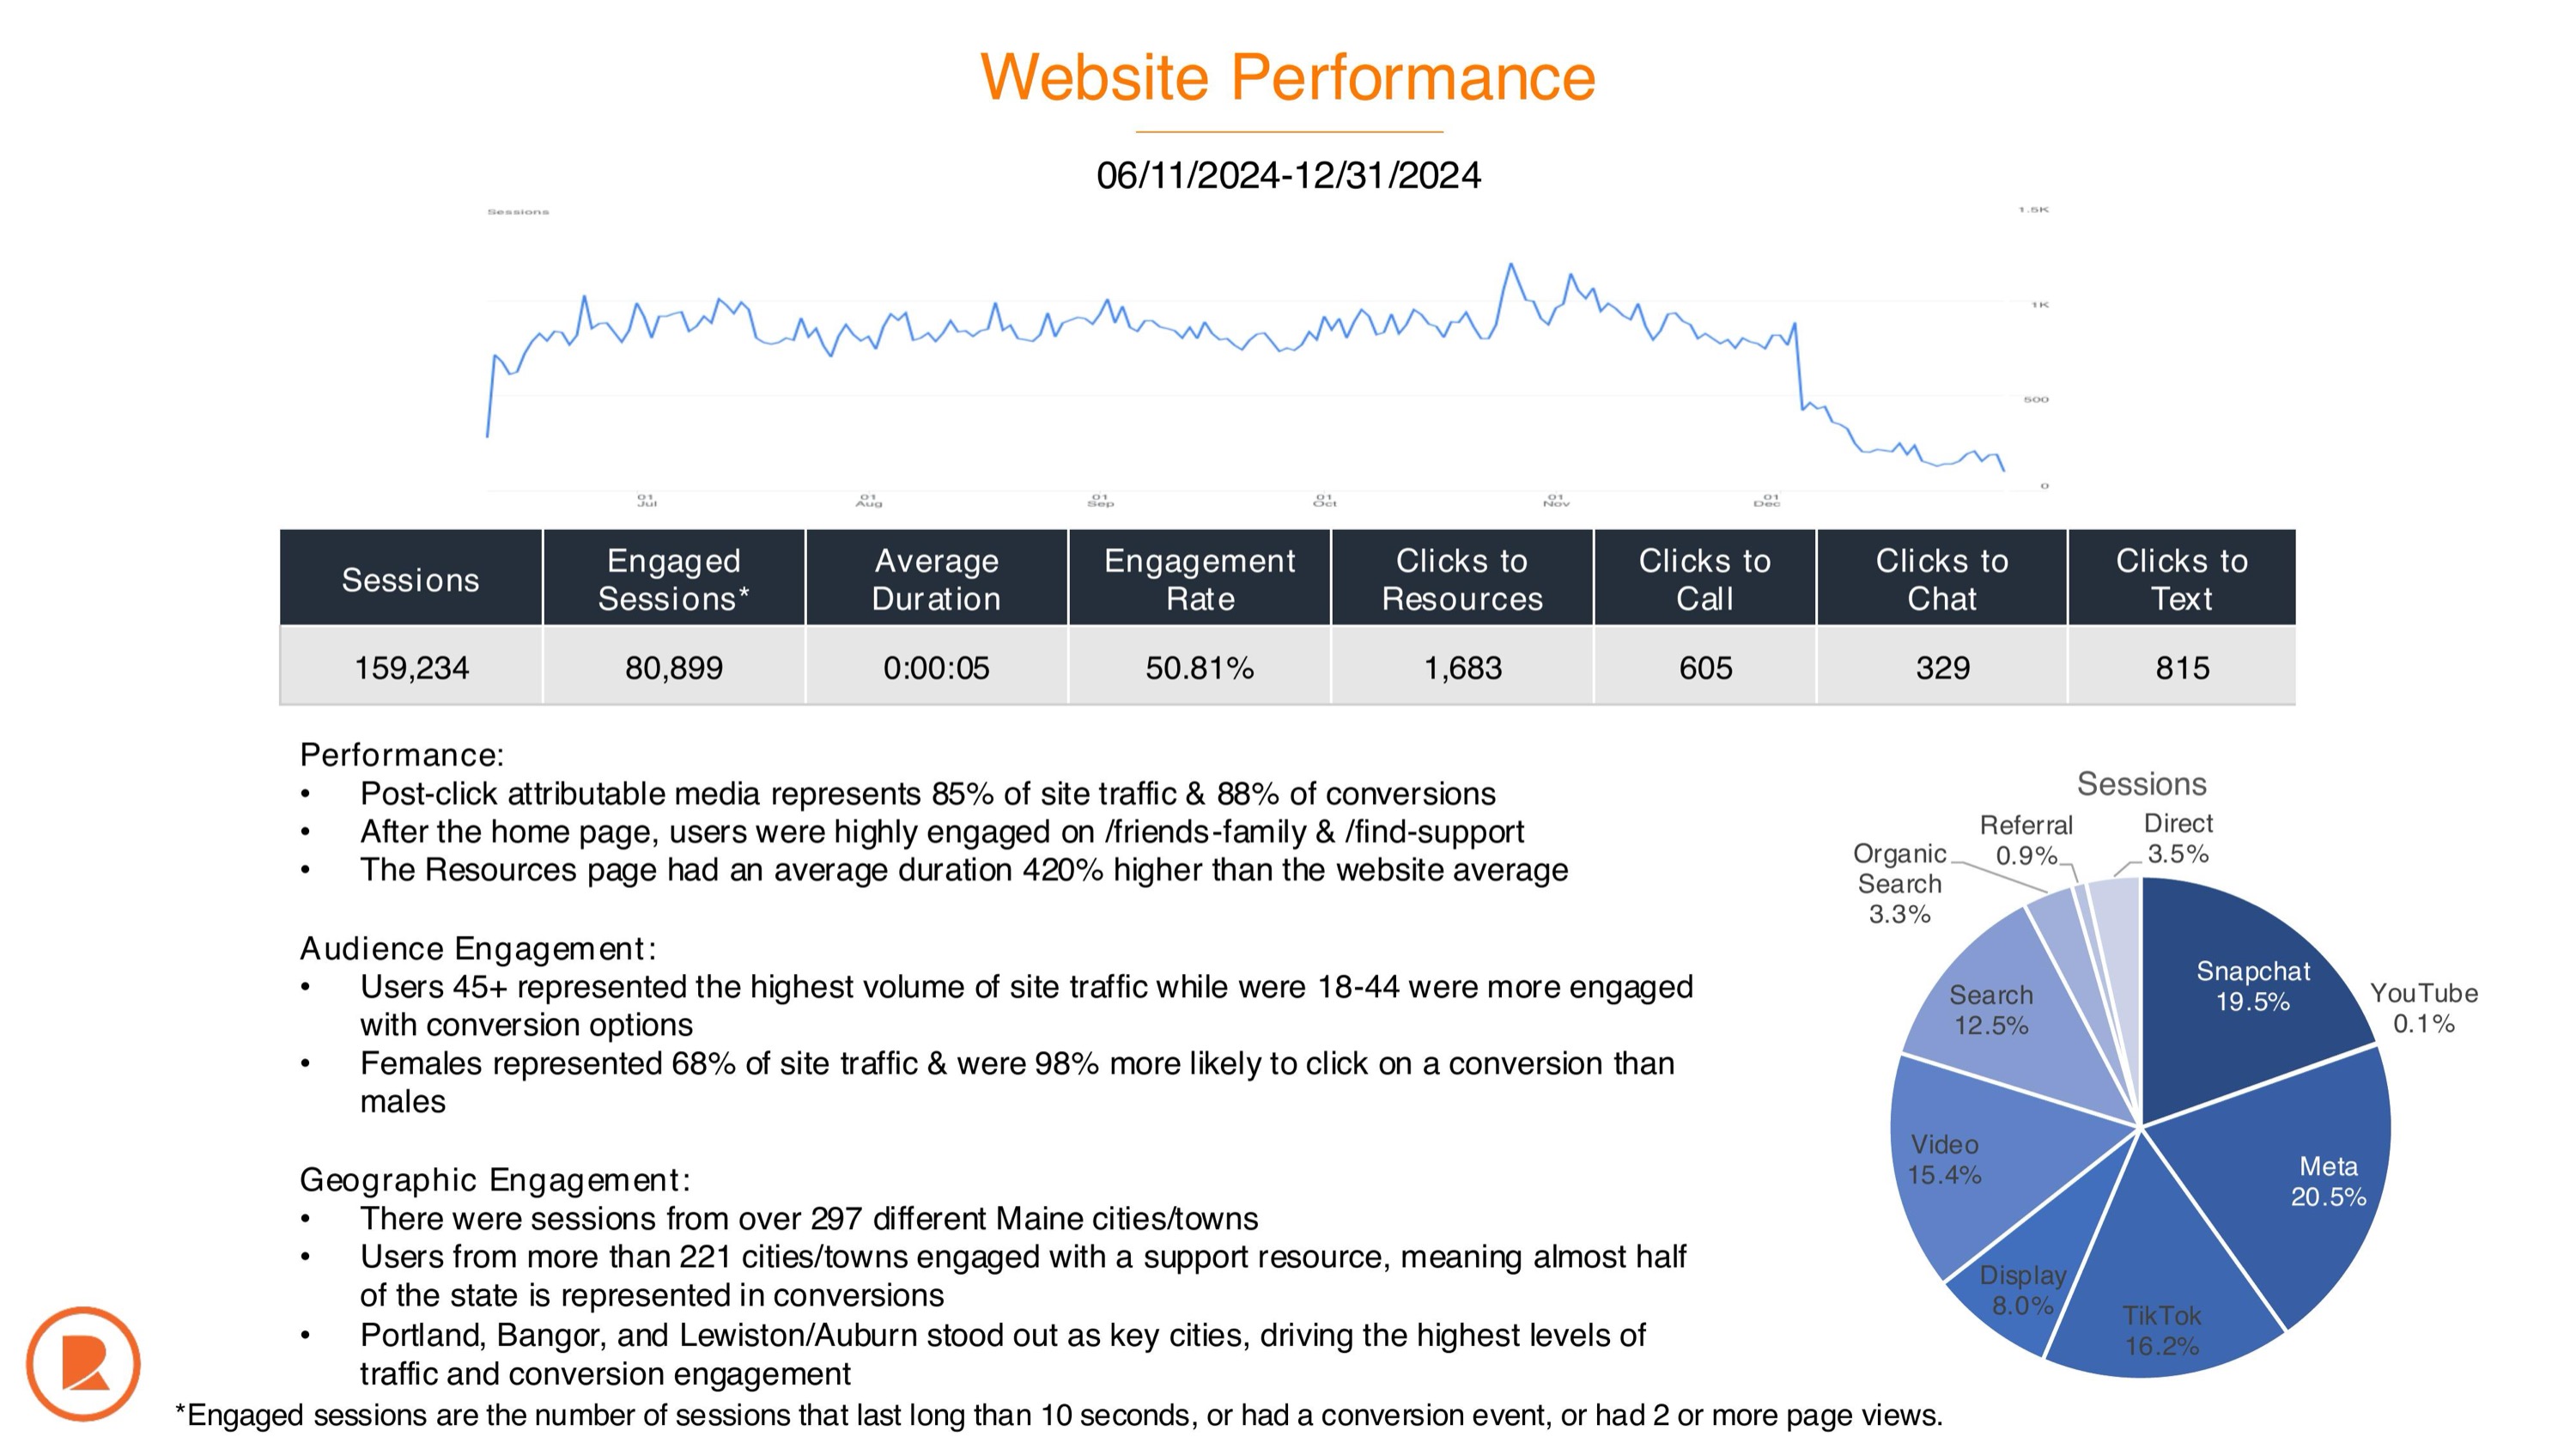 Website Performance
06/11/2024-12/31/2024
Sessions
1.5K
1K
500
0
01 Jul
01 Aug
01 Sep
01 Oct
01 Nov
01 Dec
Sessions
Engaged Sessions*
Average Duration
Engagement Rate
Clicks to Resources
Clicks to Call
Clicks to Chat
Clicks to Text
159,234
80,899
0:00:05
50.81%
1,683
605
329
815
Performance:
• Post-click attributable media represents 85% of site traffic & 88% of conversions
• After the home page, users were highly engaged on /friends-family & /find-support
• The Resources page had an average duration 420% higher than the website average
Audience Engagement:
• Users 45+ represented the highest volume of site traffic while were 18-44 were more engaged
with conversion options
• Females represented 68% of site traffic & were 98% more likely to click on a conversion than
males
Geographic Engagement:
• There were sessions from over 297 different Maine cities/towns
• Users from more than 221 cities/towns engaged with a support resource, meaning almost half
of the state is represented in conversions
• Portland, Bangor, and Lewiston/Auburn stood out as key cities, driving the highest levels of
traffic and conversion engagement
Sessions
Snapchat
19.5%
YouTube
0.1%
Meta
20.5%
TikTok
16.2%
Display
8.0%
Video
15.4%
Search
12.5%
Organic
Search
3.3%
Referral
0.9%
Direct
3.5%
R
*Engaged sessions are the number of sessions that last long than 10 seconds, or had a conversion event, or had 2 or more page views.